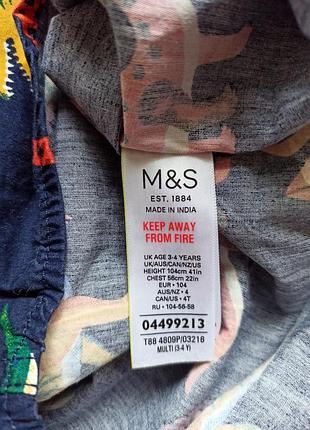 M&S
EST. 1884
MADE IN INDIA
KEEP AWAY
FROM FIRE
UK AGE 3-4 YEARS
UK/AUS/CAN/NZ/US
HEIGHT 104cm 41in
CHEST 56cm 22in
EUR • 104
AUS/NZ • 4
CAN/US • 4T
RU • 104-56-58
04499213
T88 4809P/03218
MULTI (3-4 Y)